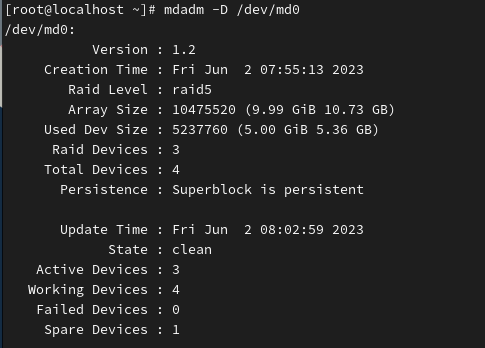 [root@localhost ~]# mdadm -D /dev/md0
/dev/md0:
Version : 1.2
Creation Time : Fri Jun  2 07:55:13 2023
Raid Level : raid5
Array Size : 10475520 (9.99 GiB 10.73 GB)
Used Dev Size : 5237760 (5.00 GiB 5.36 GB)
Raid Devices : 3
Total Devices : 4
Persistence : Superblock is persistent
Update Time : Fri Jun  2 08:02:59 2023
State : clean
Active Devices : 3
Working Devices : 4
Failed Devices : 0
Spare Devices : 1